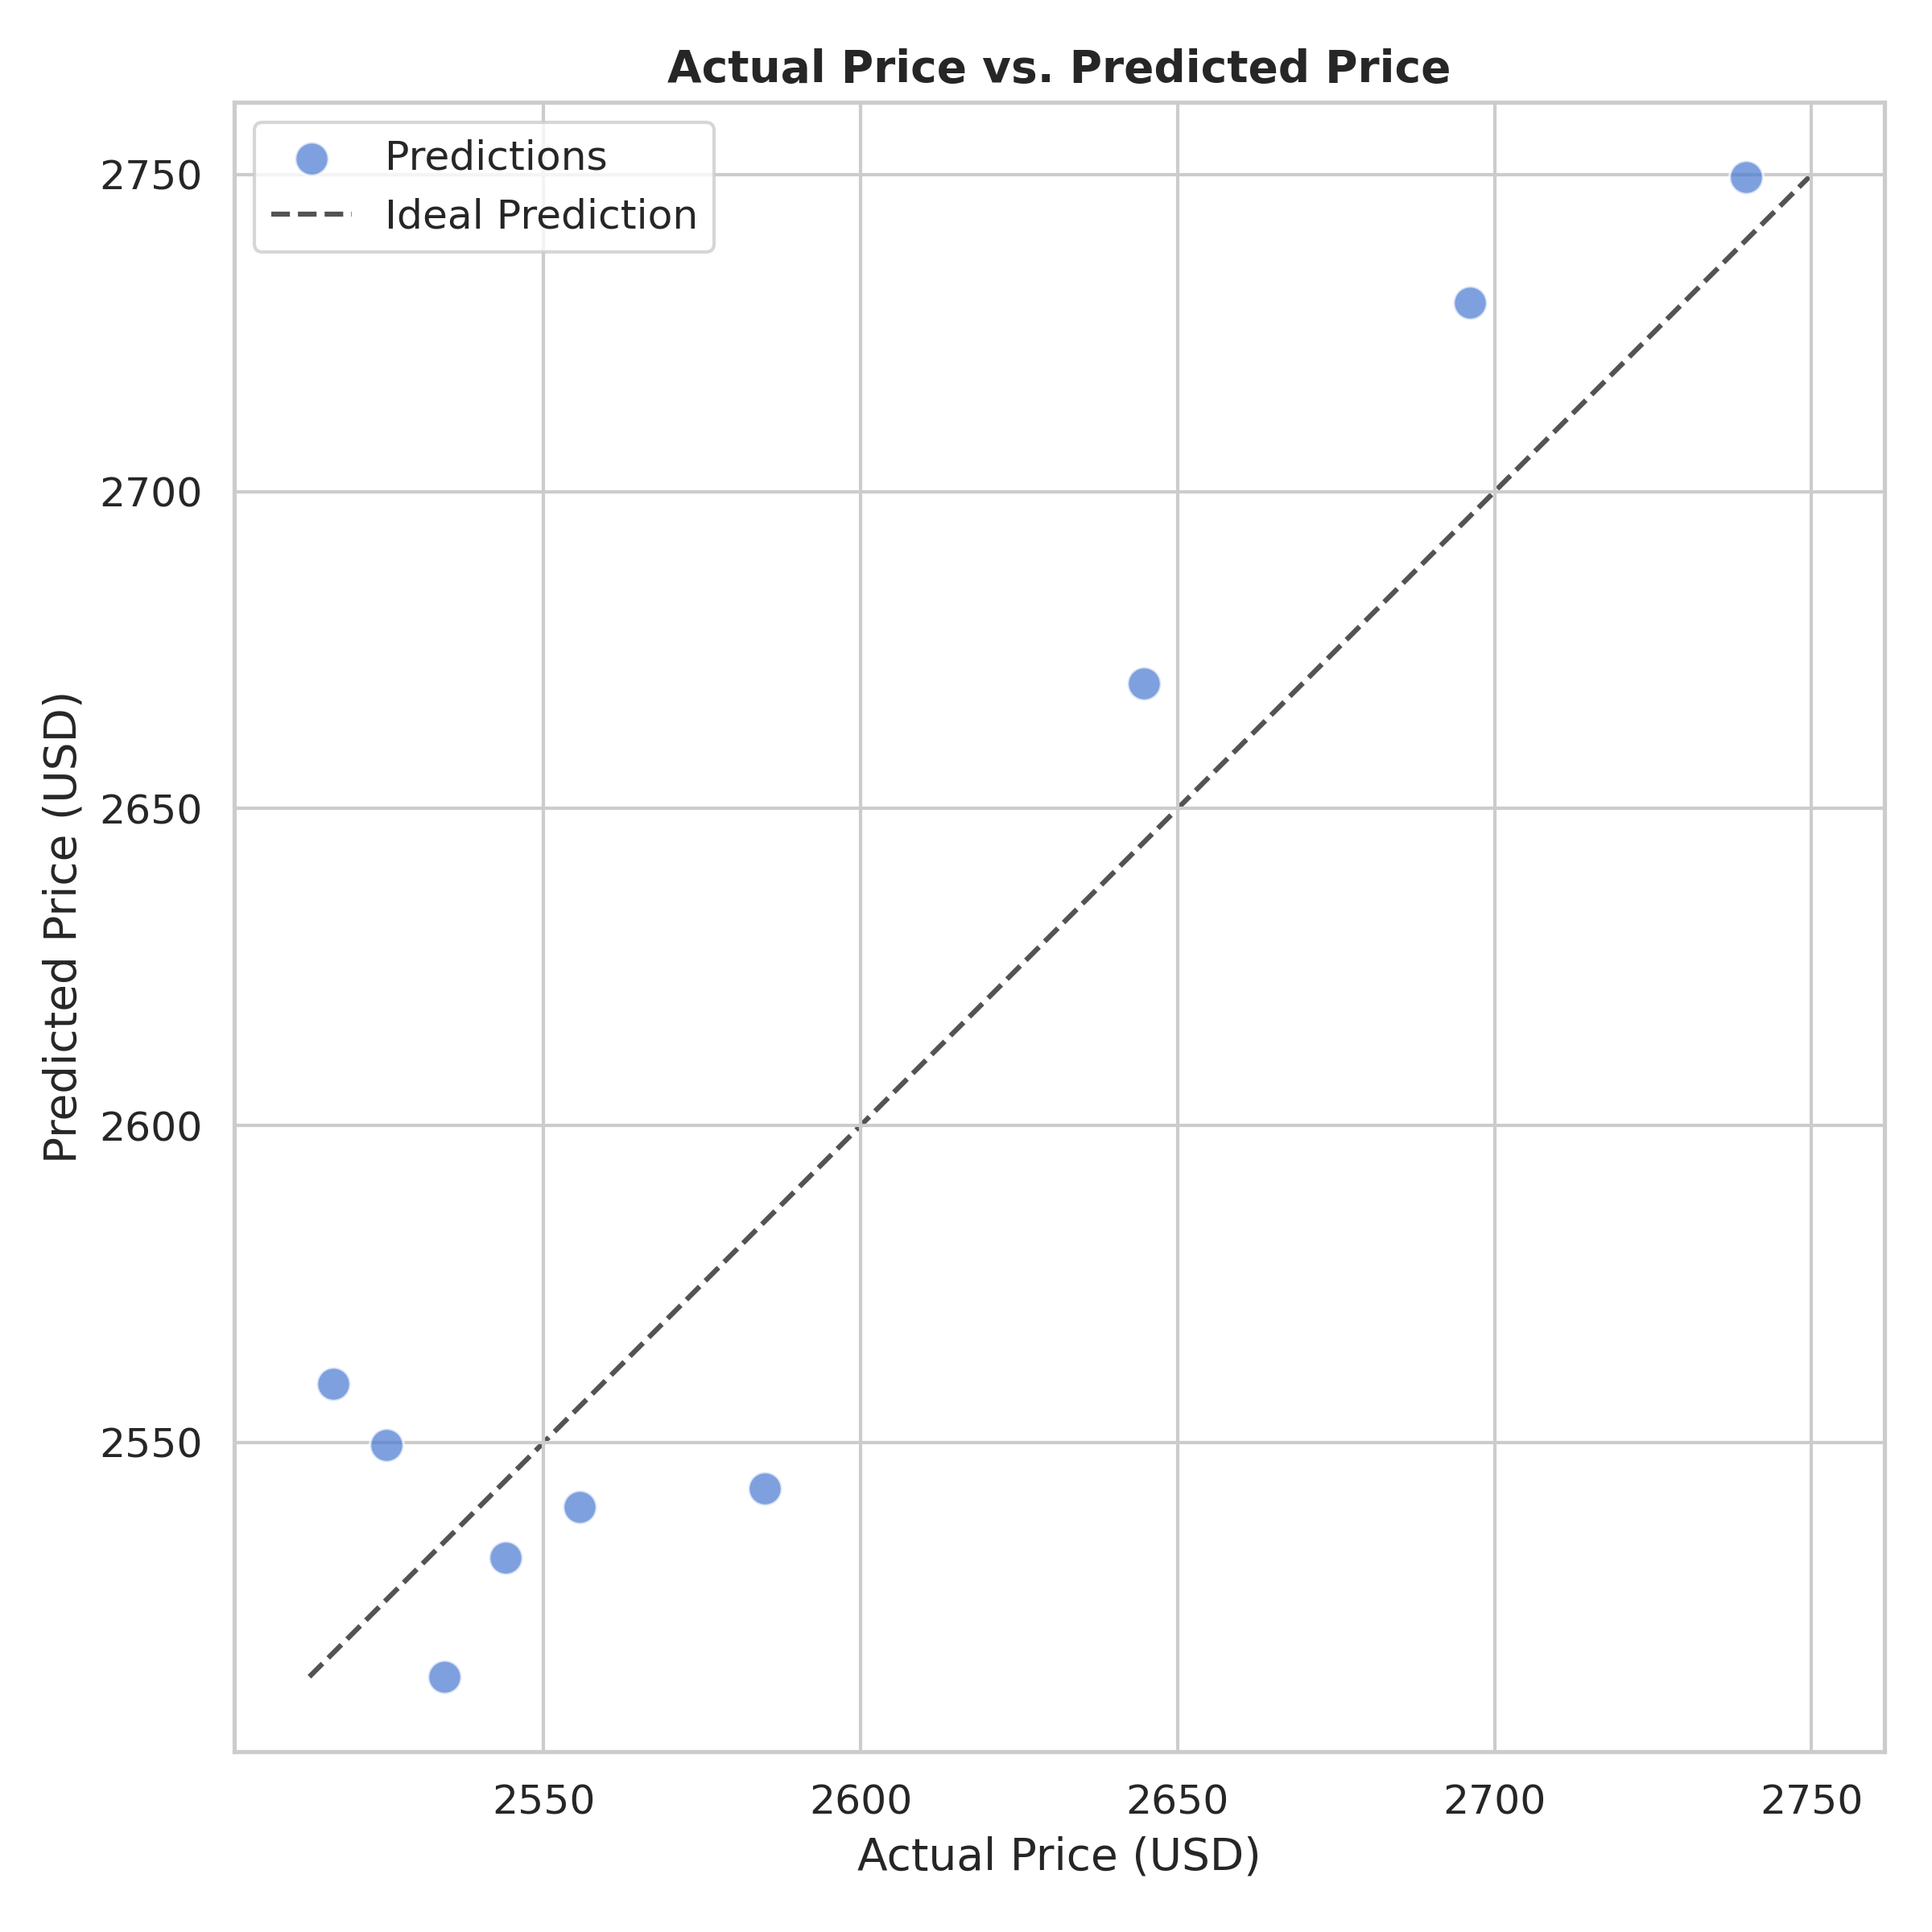 Actual Price vs. Predicted Price
Predictions
Ideal Prediction
2750
2700
2650
2600
2550
Predicted Price (USD)
2550 2600 2650 2700 2750
Actual Price (USD)